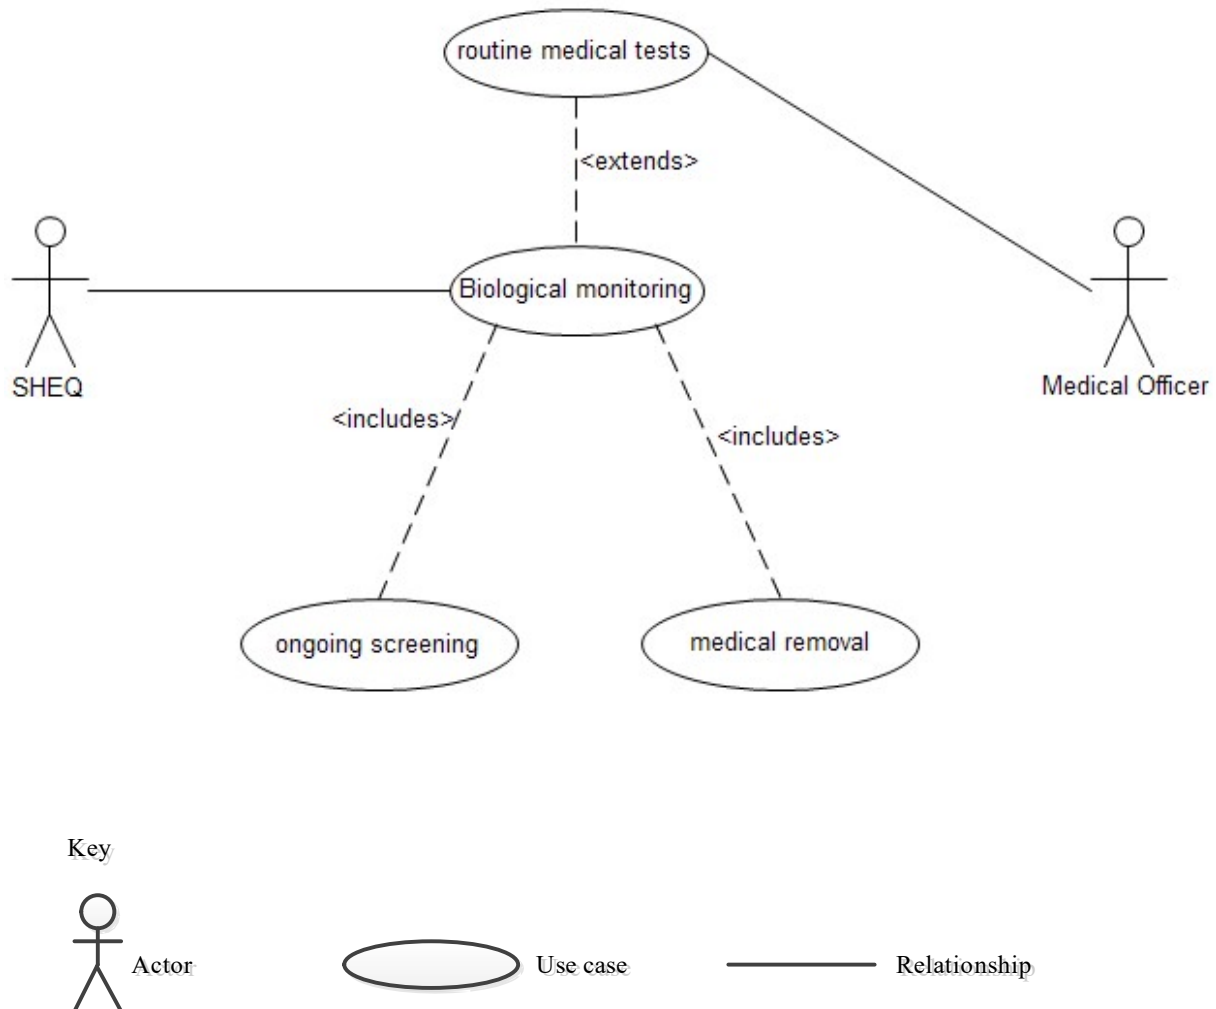 routine medical tests
<extends>
Biological monitoring
SHEQ
Medical Officer
<includes>
<includes>
ongoing screening
medical removal
Key
Actor
Use case
Relationship